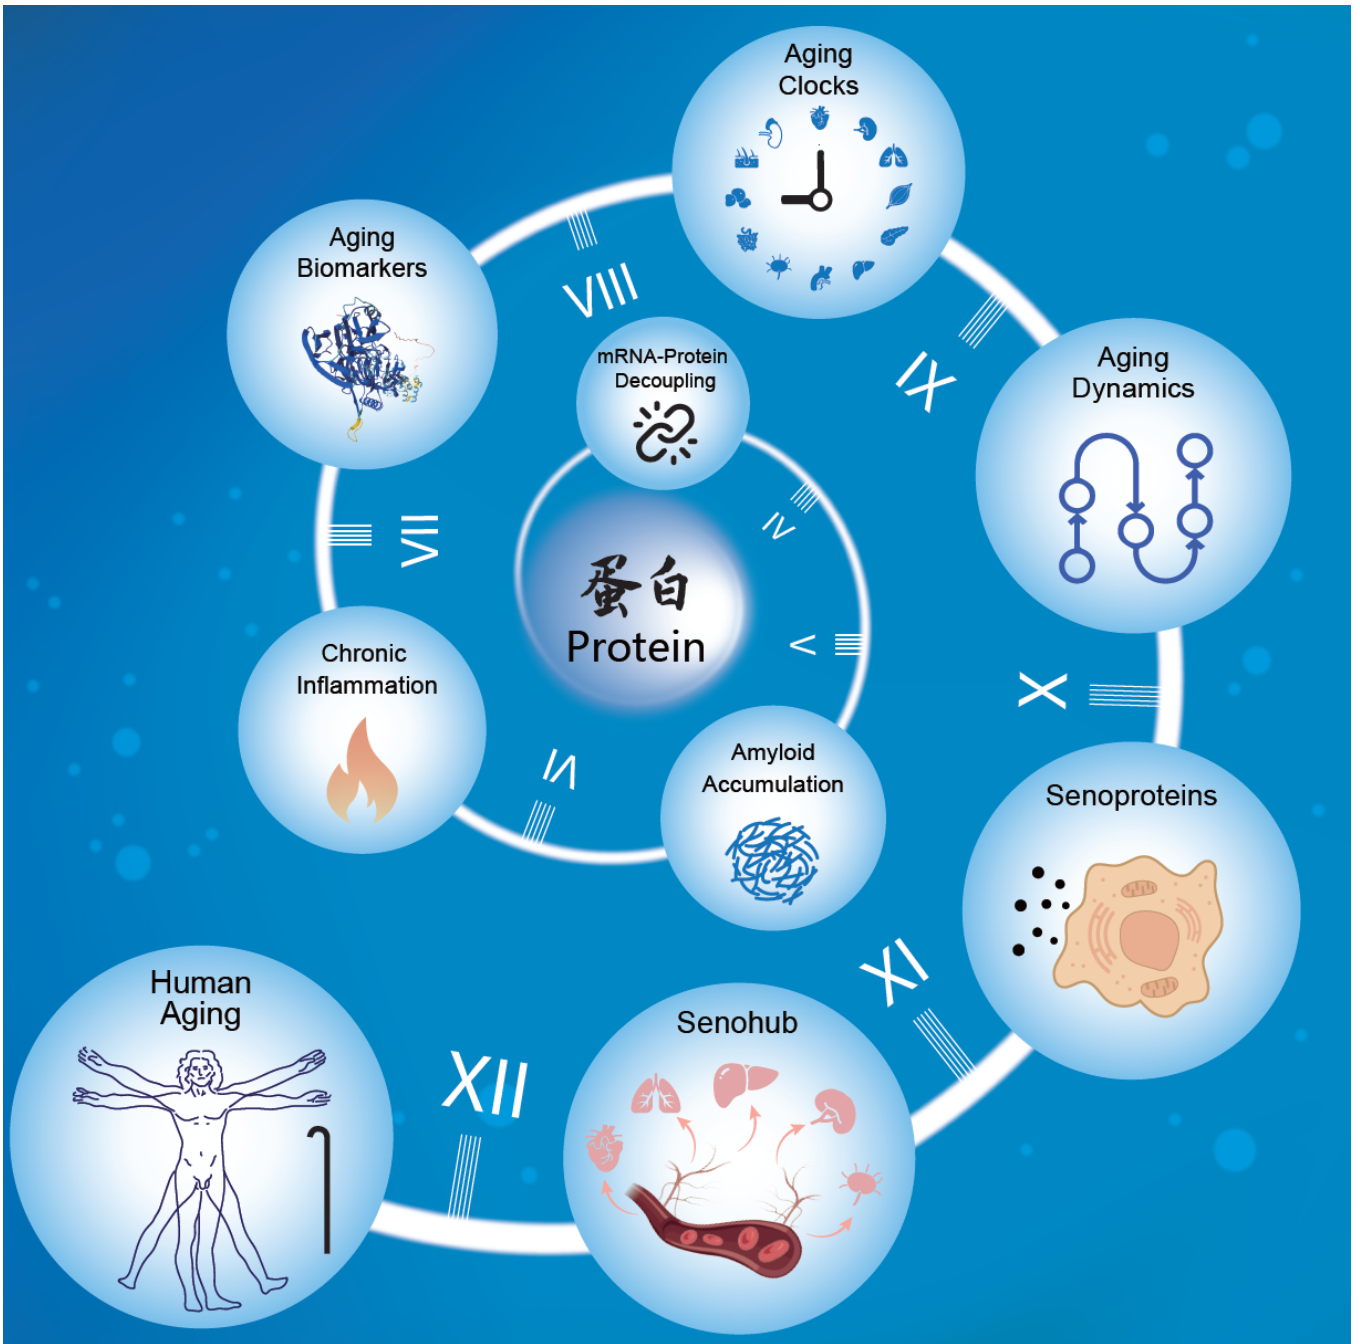 Aging
Clocks
Aging
Biomarkers
VIII
mRNA-Protein
Decoupling
IX
Aging
Dynamics
IV
VII
蛋白
Protein
V
Chronic
Inflammation
X
VI
Amyloid
Accumulation
Senoproteins
XI
Human
Aging
Senohub
XII